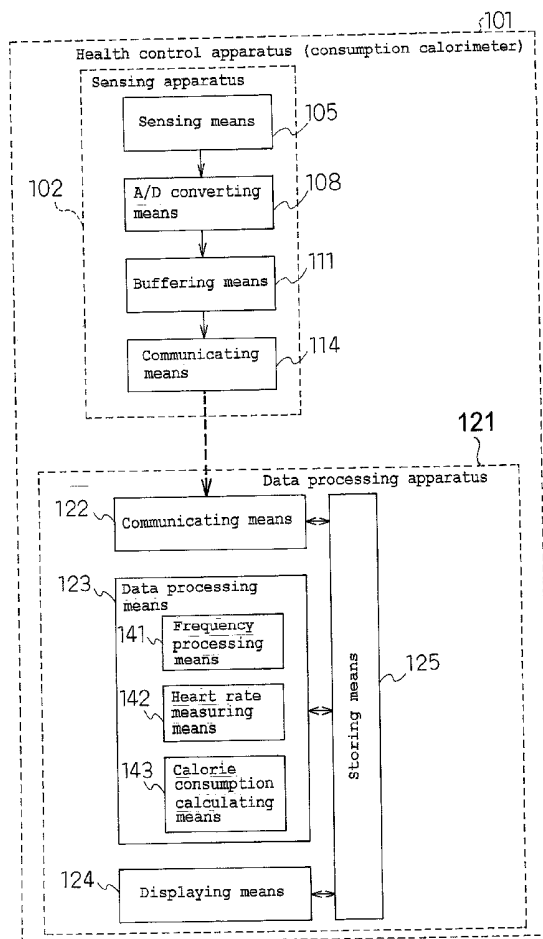 101
Health control apparatus (consumption calorimeter)
Sensing apparatus
Sensing means
105
102
A/D converting
means
108
Buffering means
111
Communicating
means
114
121
Data processing apparatus
122
Communicating means
123
Data processing
means
141
Frequency
processing
means
142
Heart rate
measuring
means
143
Calorie
consumption
calculating
means
Storing means
125
124
Displaying means